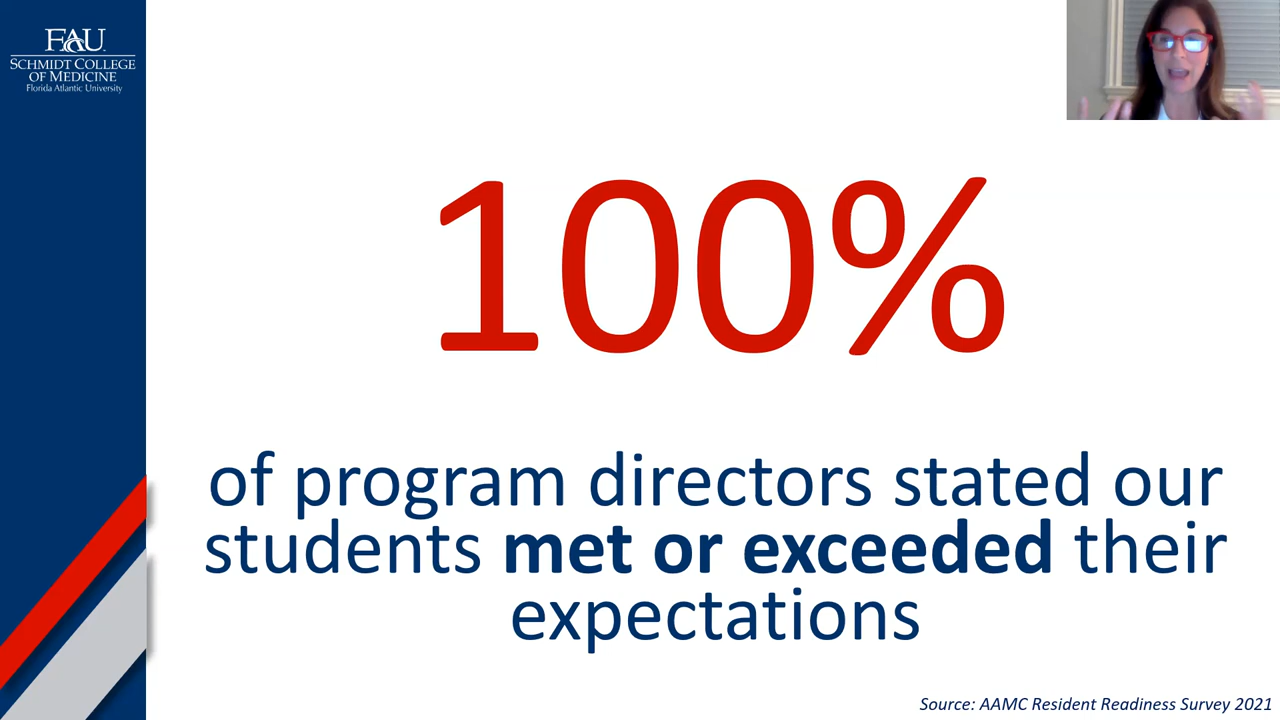 FAU
SCHMIDT COLLEGE
OF MEDICINE
Florida Atlantic University
100%
of program directors stated our
students met or exceeded their
expectations
Source: AAMC Resident Readiness Survey 2021